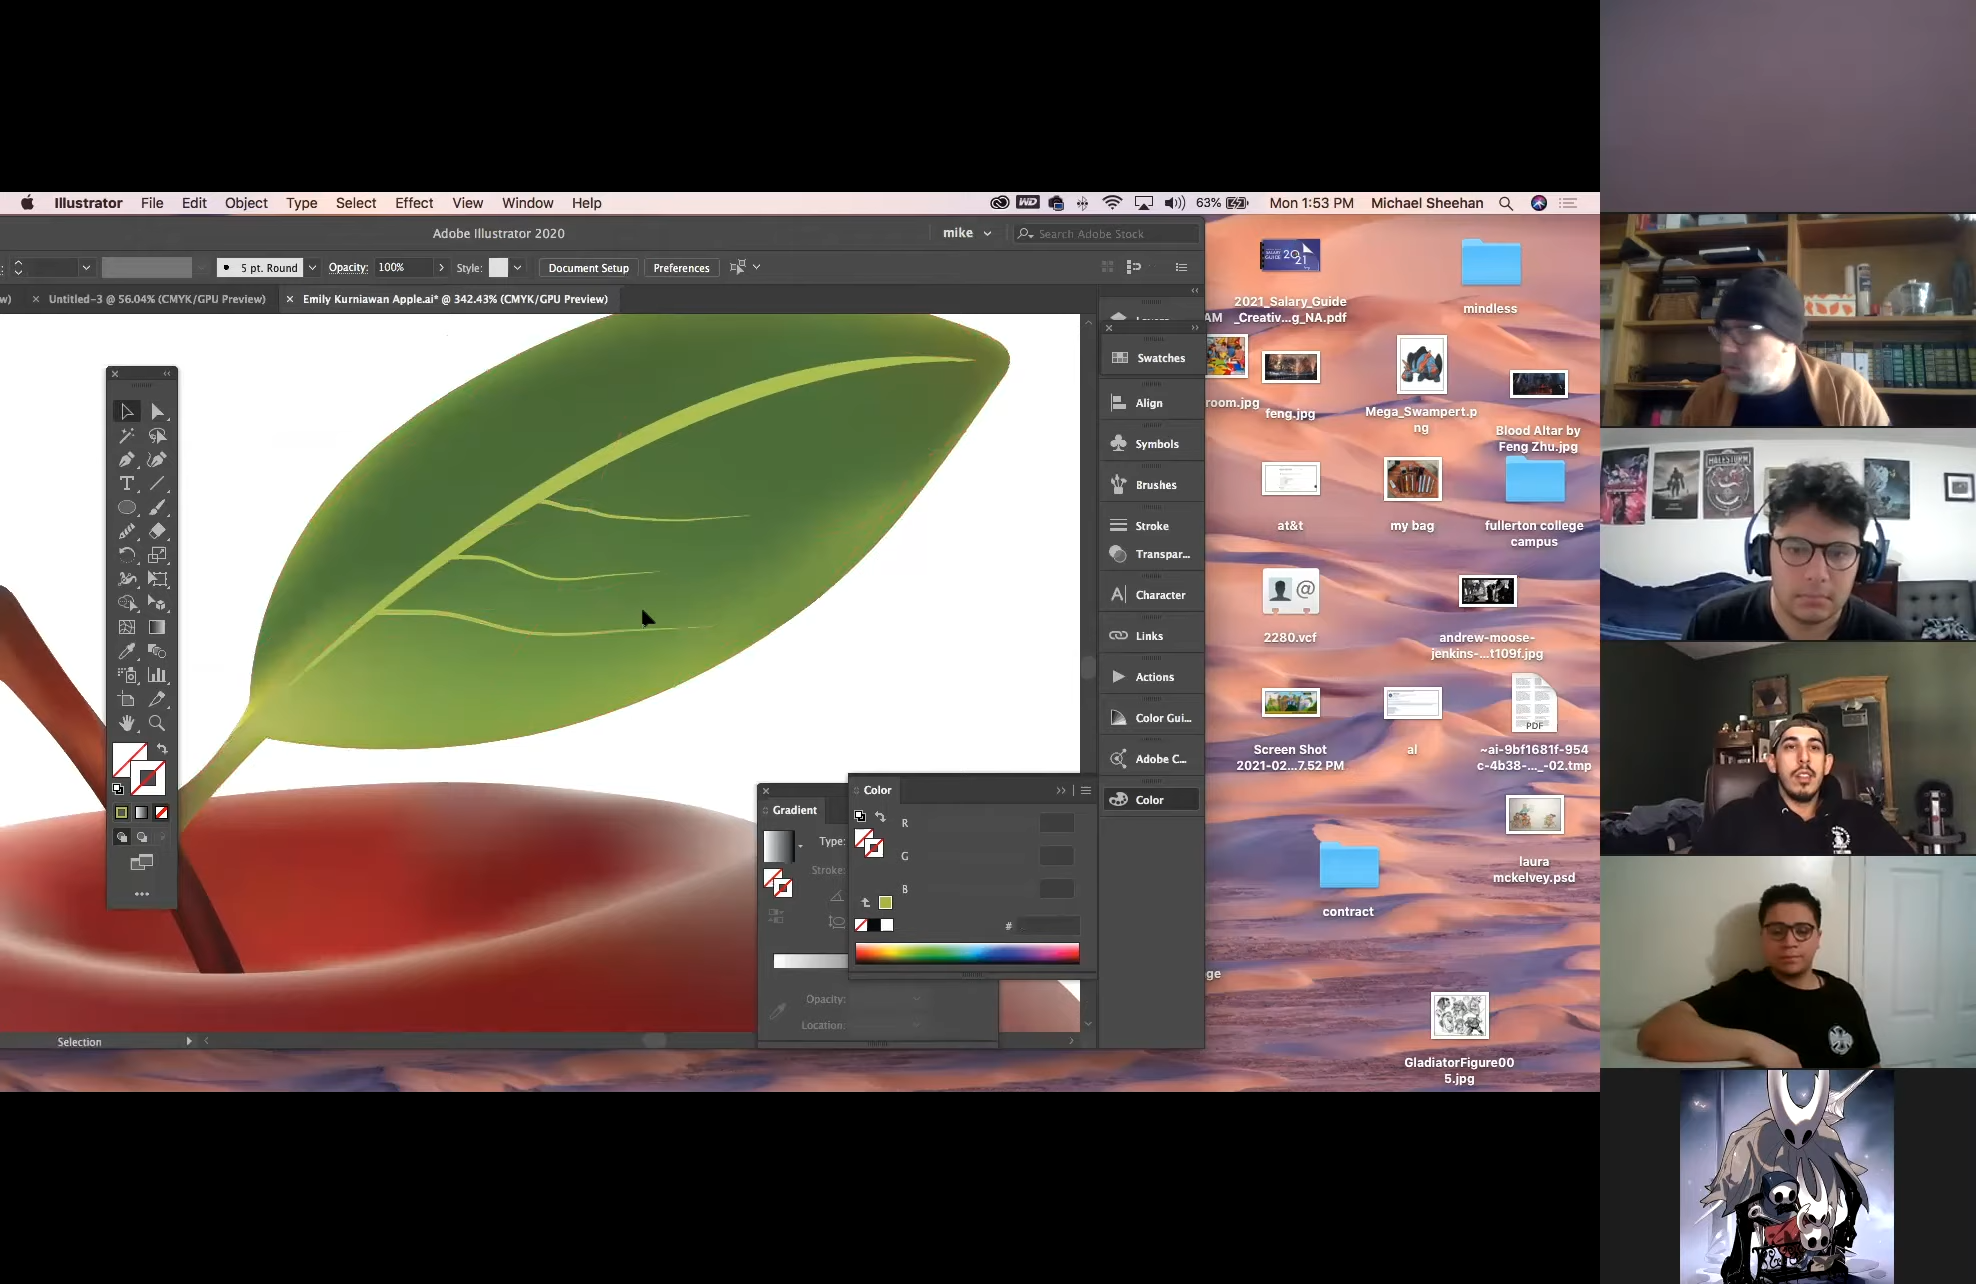 Illustrator File Edit Object Type Select Effect View Window Help
63% Mon 1:53 PM Michael Sheehan
Adobe Illustrator 2020
mike
Search Adobe Stock
5 pt. Round Opacity: 100% Style: Document Setup Preferences
w) × Untitled-3 @ 56.04% (CMYK/GPU Preview) × Emily Kurniawan Apple.ai* @ 342.43% (CMYK/GPU Preview)
Swatches
Align
Symbols
Brushes
Stroke
Transpar...
Character
Links
Actions
Color Gui...
Adobe C...
Color
Gradient
Type:
Stroke:
Opacity:
Location:
Color
R
G
B
#
Selection
2021_Salary_Guide
AM _Creativ...g_NA.pdf
mindless
room.jpg
feng.jpg
Mega_Swampert.p
ng
Blood Altar by
Feng Zhu.jpg
at&t
my bag
fullerton college
campus
2280.vcf
andrew-moose-
jenkins-...t109f.jpg
Screen Shot
2021-02...7.52 PM
PDF
~ai-9bf1681f-954
c-4b38-..._-02.tmp
laura
mckelvey.psd
contract
ge
GladiatorFigure00
5.jpg
HALESTORM